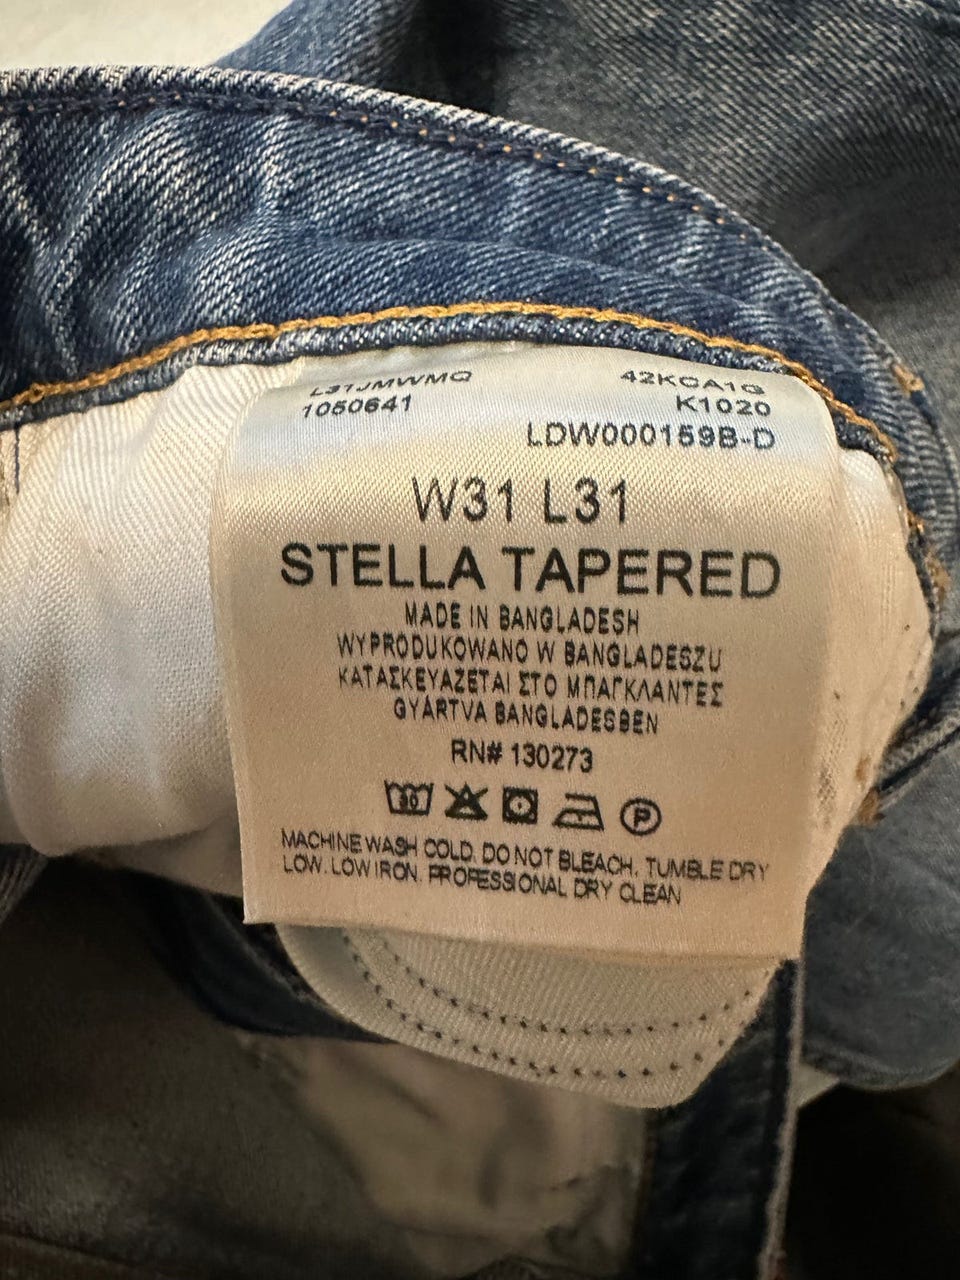 L31JMWMQ 42KCA1G
1050641 K1020
LDW000159B-D
W31 L31
STELLA TAPERED
MADE IN BANGLADESH
WYPRODUKOWANO W BANGLADESZU
ΚΑΤΑΣΚΕΥΑΖΕΤΑΙ ΣΤΟ ΜΠΑΓΚΛΑΝΤΕΣ
GYÁRTVA BANGLADESBEN
RN# 130273
30 P
MACHINE WASH COLD. DO NOT BLEACH. TUMBLE DRY
LOW. LOW IRON. PROFESSIONAL DRY CLEAN